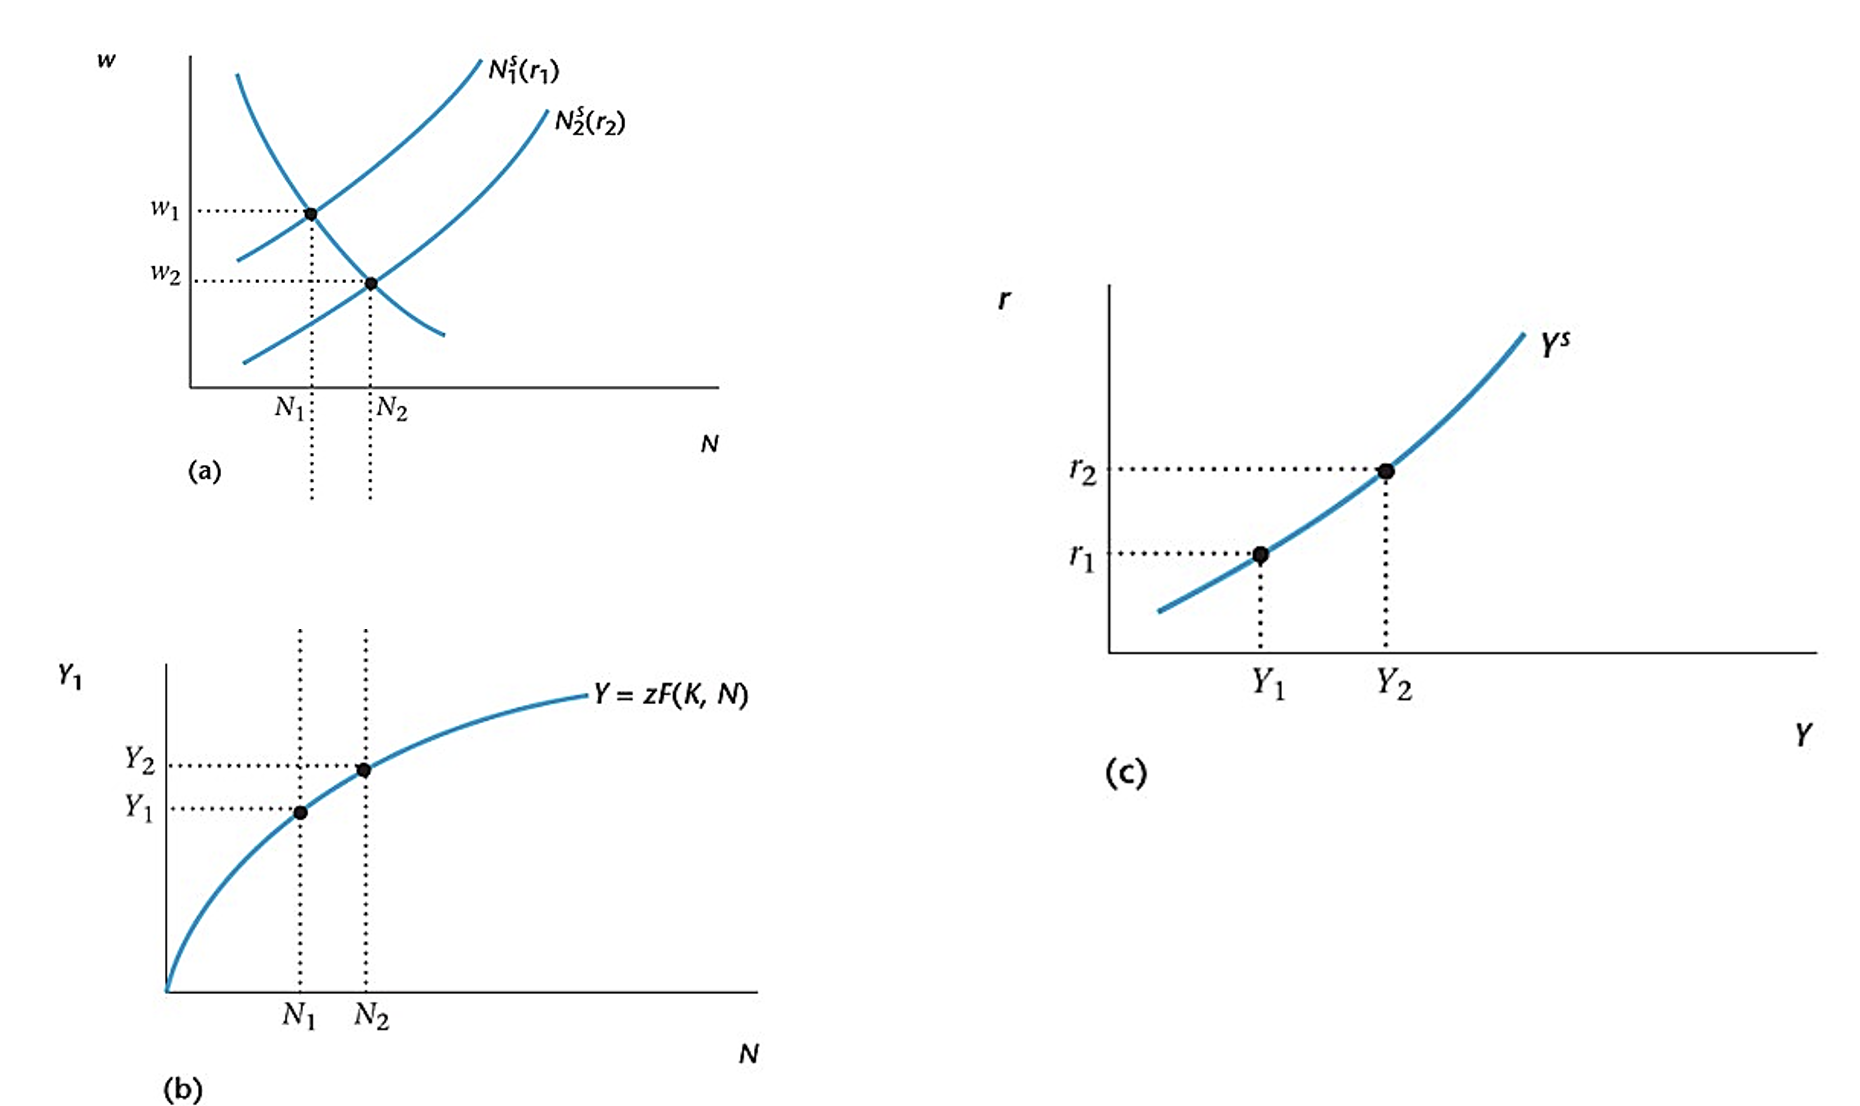 w
N₁ˢ(r₁)
N₂ˢ(r₂)
w₁
w₂
N₁
N₂
N
(a)
Y₁
Y = zF(K, N)
Y₂
Y₁
N₁
N₂
N
(b)
r
Yˢ
r₂
r₁
Y₁
Y₂
Y
(c)